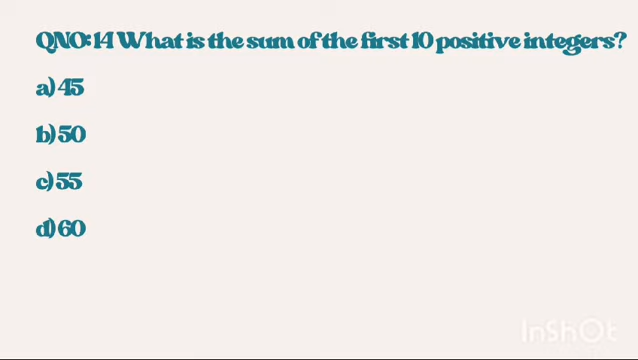 QNO: 14 What is the sum of the first 10 positive integers?
a) 45
b) 50
c) 55
d) 60
InShOt